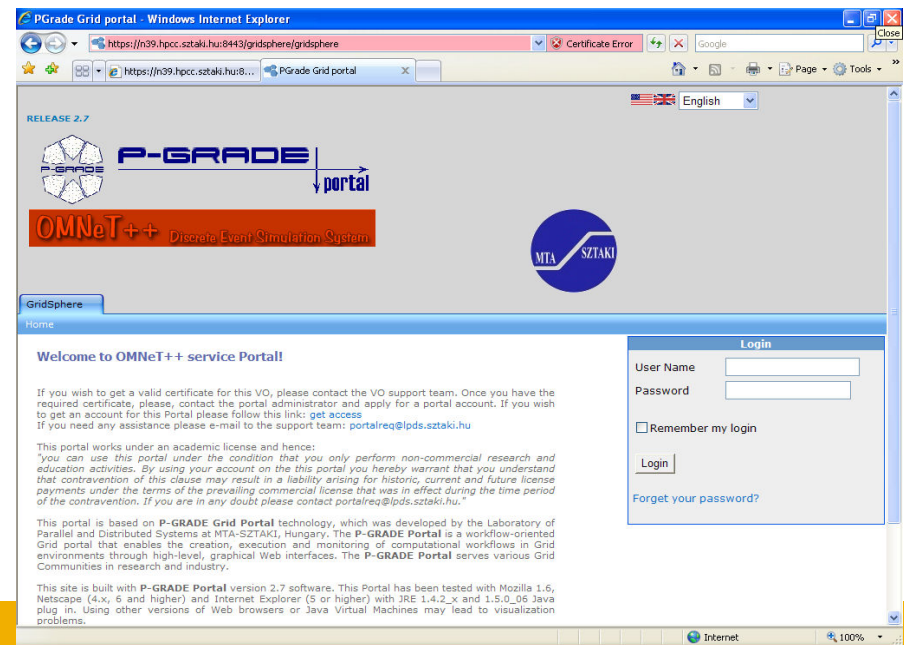 PGrade Grid portal - Windows Internet Explorer
Close
https://n39.hpcc.sztaki.hu:8443/gridsphere/gridsphere
Certificate Error
Google
https://n39.hpcc.sztaki.hu:8...
PGrade Grid portal
X
Page
Tools
»
English
RELEASE 2.7
P-GRADE
P-GRADE
portal
OMNeT++ Discrete Event Simulation System
MTA SZTAKI
GridSphere
Home
Welcome to OMNeT++ service Portal!
If you wish to get a valid certificate for this VO, please contact the VO support team. Once you have the
required certificate, please, contact the portal administrator and apply for a portal account. If you wish
to get an account for this Portal please follow this link: get access
If you need any assistance please e-mail to the support team: portalreq@lpds.sztaki.hu
This portal works under an academic license and hence:
"you can use this portal under the condition that you only perform non-commercial research and
education activities. By using your account on the this portal you hereby warrant that you understand
that contravention of this clause may result in a liability arising for historic, current and future license
payments under the terms of the prevailing commercial license that was in effect during the time period
of the contravention. If you are in any doubt please contact portalreq@lpds.sztaki.hu."
This portal is based on P-GRADE Grid Portal technology, which was developed by the Laboratory of
Parallel and Distributed Systems at MTA-SZTAKI, Hungary. The P-GRADE Portal is a workflow-oriented
Grid portal that enables the creation, execution and monitoring of computational workflows in Grid
environments through high-level, graphical Web interfaces. The P-GRADE Portal serves various Grid
Communities in research and industry.
This site is built with P-GRADE Portal version 2.7 software. This Portal has been tested with Mozilla 1.6,
Netscape (4.x, 6 and higher) and Internet Explorer (5 or higher) with JRE 1.4.2_x and 1.5.0_06 Java
plug in. Using other versions of Web browsers or Java Virtual Machines may lead to visualization
problems.
Login
User Name
Password
Remember my login
Login
Forget your password?
Internet
100%